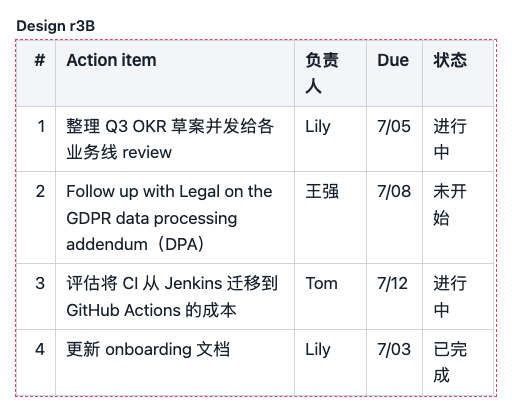 Design r3B
# Action item 负责人 Due 状态
1 整理 Q3 OKR 草案并发给各业务线 review Lily 7/05 进行中
2 Follow up with Legal on the GDPR data processing addendum（DPA） 王强 7/08 未开始
3 评估将 CI 从 Jenkins 迁移到 GitHub Actions 的成本 Tom 7/12 进行中
4 更新 onboarding 文档 Lily 7/03 已完成